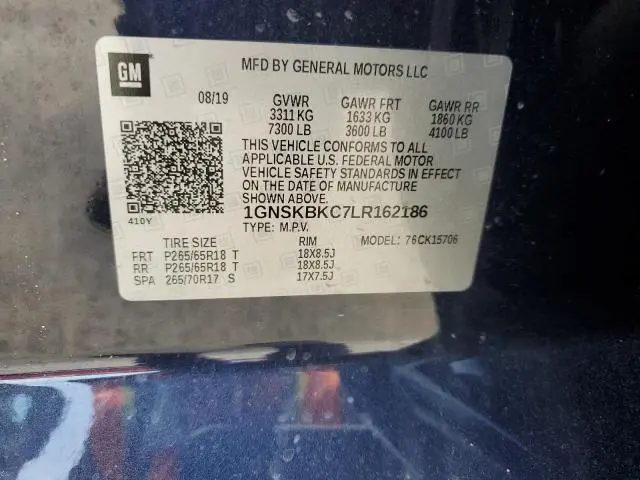 GM
MFD BY GENERAL MOTORS LLC
08/19 GVWR GAWR FRT GAWR RR
3311 KG 1633 KG 1860 KG
7300 LB 3600 LB 4100 LB
THIS VEHICLE CONFORMS TO ALL
APPLICABLE U.S. FEDERAL MOTOR
VEHICLE SAFETY STANDARDS IN EFFECT
ON THE DATE OF MANUFACTURE
1GNSKBKC7LR162186
410Y TYPE: M.P.V.
TIRE SIZE RIM MODEL: 76CK15706
FRT P265/65R18 T 18X8.5J
RR P265/65R18 T 18X8.5J
SPA 265/70R17 S 17X7.5J